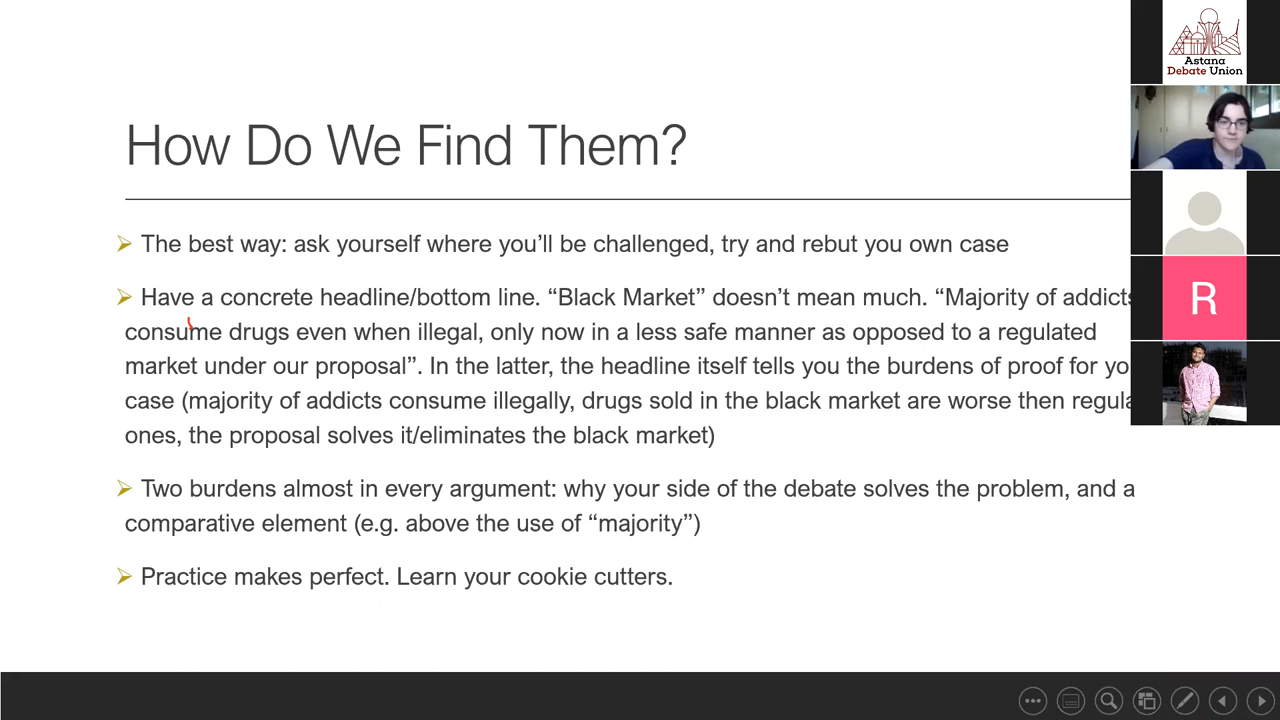 How Do We Find Them?
The best way: ask yourself where you'll be challenged, try and rebut you own case
Have a concrete headline/bottom line. “Black Market” doesn't mean much. “Majority of addicts
consume drugs even when illegal, only now in a less safe manner as opposed to a regulated
market under our proposal”. In the latter, the headline itself tells you the burdens of proof for yo
case (majority of addicts consume illegally, drugs sold in the black market are worse then regula
ones, the proposal solves it/eliminates the black market)
Two burdens almost in every argument: why your side of the debate solves the problem, and a
comparative element (e.g. above the use of “majority”)
Practice makes perfect. Learn your cookie cutters.
Astana
Debate Union
R